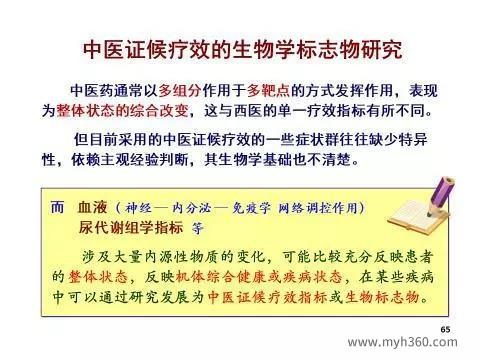 中医证候疗效的生物学标志物研究
中医药通常以多组分作用于多靶点的方式发挥作用，表现
为整体状态的综合改变，这与西医的单一疗效指标有所不同。
但目前采用的中医证候疗效的一些症状群往往缺少特异
性，依赖主观经验判断，其生物学基础也不清楚。
而 血液（神经—内分泌—免疫学 网络调控作用）
尿代谢组学指标 等
涉及大量内源性物质的变化，可能比较充分反映患者
的整体状态，反映机体综合健康或疾病状态，在某些疾病
中可以通过研究发展为中医证候疗效指标或生物标志物。
65
www.myh360.com